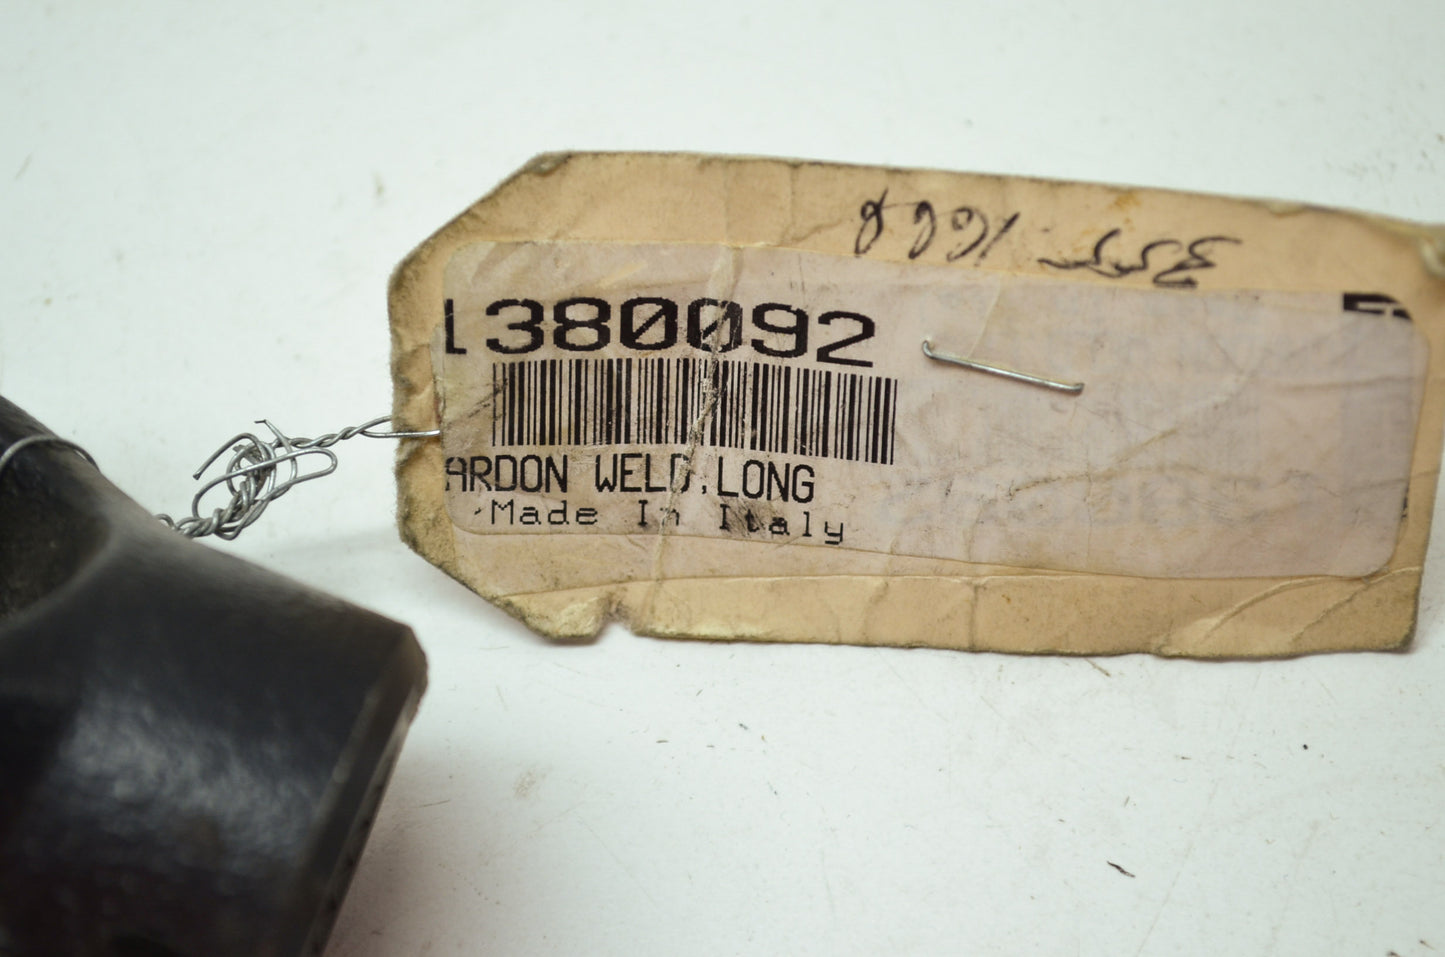 1380092
ARDON WELD,LONG
Made In Italy